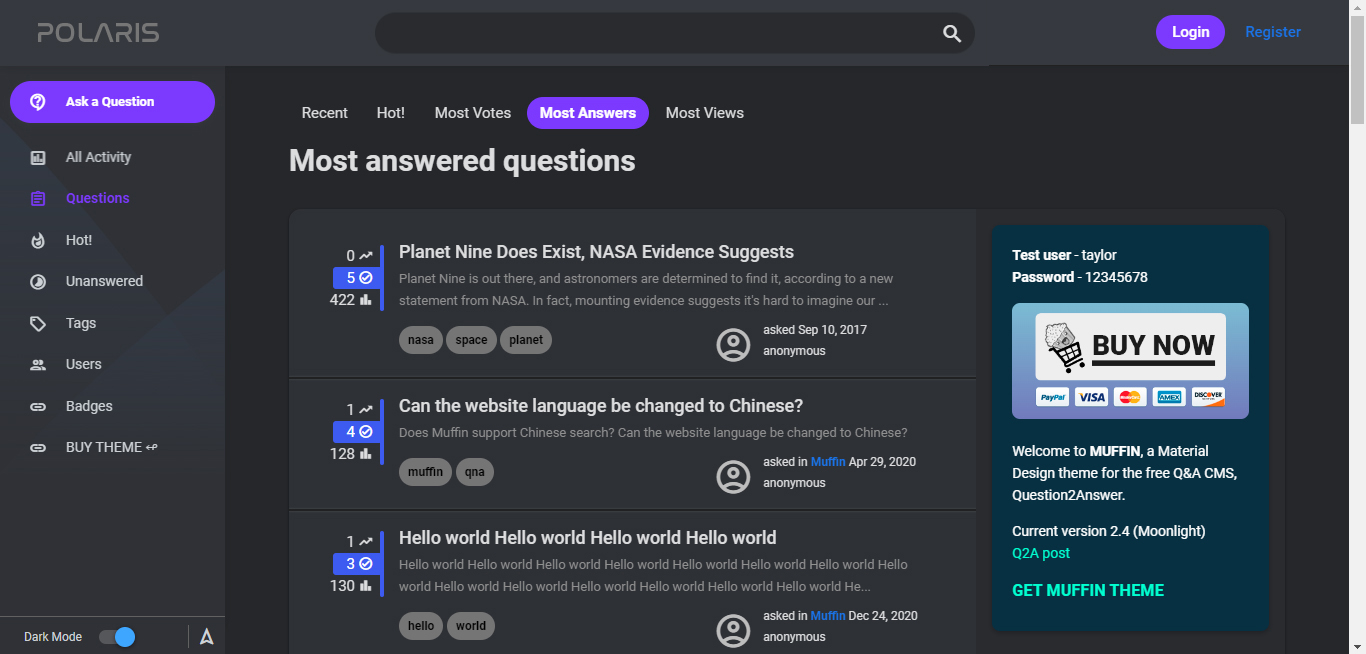 POLARIS
Login
Register
Ask a Question
All Activity
Questions
Hot!
Unanswered
Tags
Users
Badges
BUY THEME ↫
Dark Mode
Recent
Hot!
Most Votes
Most Answers
Most Views
Most answered questions
0
5
422
Planet Nine Does Exist, NASA Evidence Suggests
Planet Nine is out there, and astronomers are determined to find it, according to a new
statement from NASA. In fact, mounting evidence suggests it's hard to imagine our ...
nasa
space
planet
asked Sep 10, 2017
anonymous
1
4
128
Can the website language be changed to Chinese?
Does Muffin support Chinese search? Can the website language be changed to Chinese?
muffin
qna
asked in Muffin Apr 29, 2020
anonymous
1
3
130
Hello world Hello world Hello world Hello world
Hello world Hello world Hello world Hello world Hello world Hello world Hello world Hello
world Hello world Hello world Hello world Hello world Hello world Hello world He...
hello
world
asked in Muffin Dec 24, 2020
anonymous
Test user - taylor
Password - 12345678
BUY NOW
PayPal
VISA
MasterCard
AMEX
DISCOVER
Welcome to MUFFIN, a Material
Design theme for the free Q&A CMS,
Question2Answer.
Current version 2.4 (Moonlight)
Q2A post
GET MUFFIN THEME